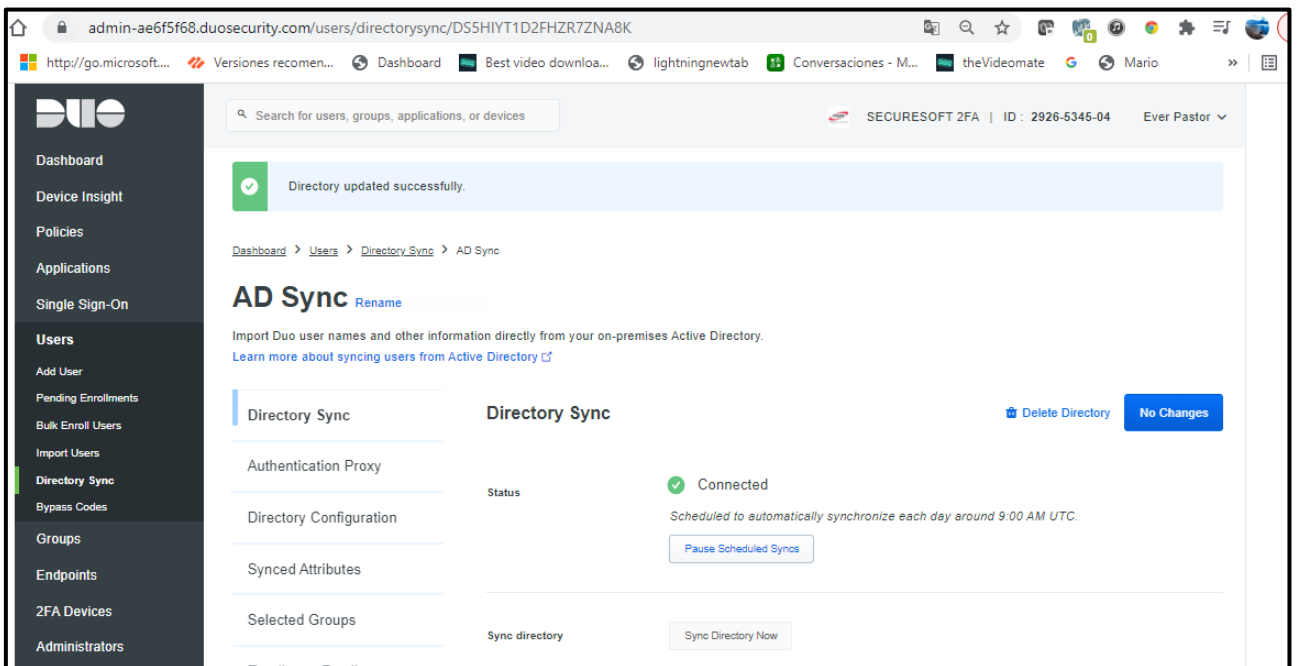 admin-ae6f5f68.duosecurity.com/users/directorysync/DS5HIYT1D2FHZR7ZNA8K
0
http://go.microsoft.... Versiones recomen... Dashboard Best video downloa... lightningnewtab Conversaciones - M... theVideomate G Mario »
DUO
Search for users, groups, applications, or devices
SECURESOFT 2FA | ID : 2926-5345-04 Ever Pastor
Dashboard
Device Insight
Policies
Applications
Single Sign-On
Users
Add User
Pending Enrollments
Bulk Enroll Users
Import Users
Directory Sync
Bypass Codes
Groups
Endpoints
2FA Devices
Administrators
Directory updated successfully.
Dashboard > Users > Directory Sync > AD Sync
AD Sync Rename
Import Duo user names and other information directly from your on-premises Active Directory.
Learn more about syncing users from Active Directory
Directory Sync
Authentication Proxy
Directory Configuration
Synced Attributes
Selected Groups
Directory Sync
Delete Directory No Changes
Status
Connected
Scheduled to automatically synchronize each day around 9:00 AM UTC.
Pause Scheduled Syncs
Sync directory
Sync Directory Now